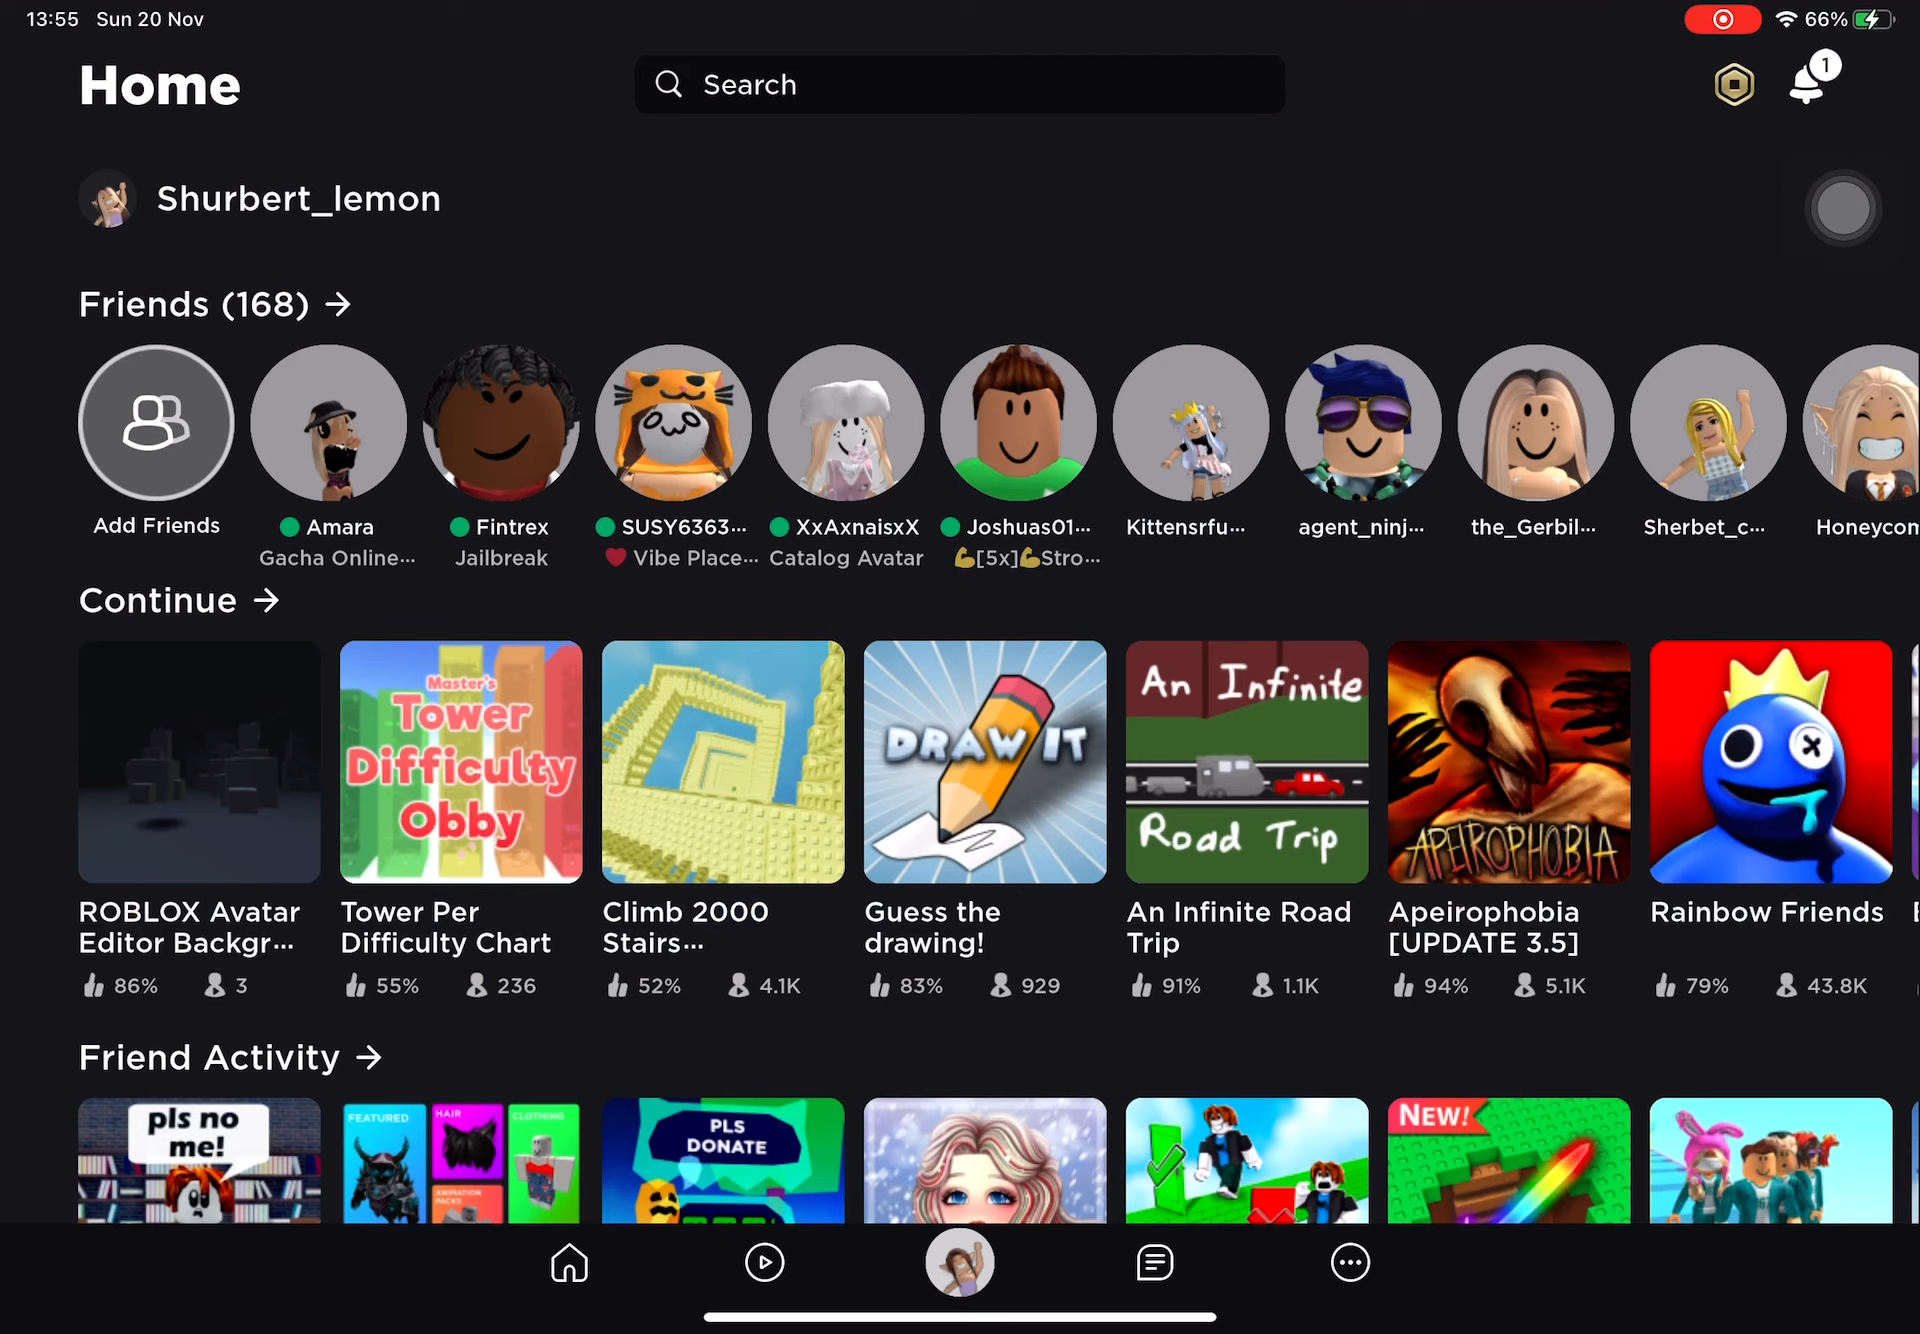 13:55 Sun 20 Nov
66%
Home
Search
1
Shurbert_lemon
Friends (168) →
Add Friends
Amara
Gacha Online...
Fintrex
Jailbreak
SUSY6363...
❤️ Vibe Place...
XxAxnaisxX
Catalog Avatar
Joshuas01...
💪[5x]💪Stro...
Kittensrfu...
agent_ninj...
the_Gerbil...
Sherbet_c...
Honeycom
Continue →
Master's
Tower
Difficulty
Obby
DRAW IT
An Infinite
Road Trip
APEIROPHOBIA
ROBLOX Avatar
Editor Backgr...
86% 3
Tower Per
Difficulty Chart
55% 236
Climb 2000
Stairs...
52% 4.1K
Guess the
drawing!
83% 929
An Infinite Road
Trip
91% 1.1K
Apeirophobia
[UPDATE 3.5]
94% 5.1K
Rainbow Friends
79% 43.8K
Friend Activity →
pls no
me!
FEATURED
HAIR
CLOTHING
ANIMATION
PACKS
PLS
DONATE
NEW!